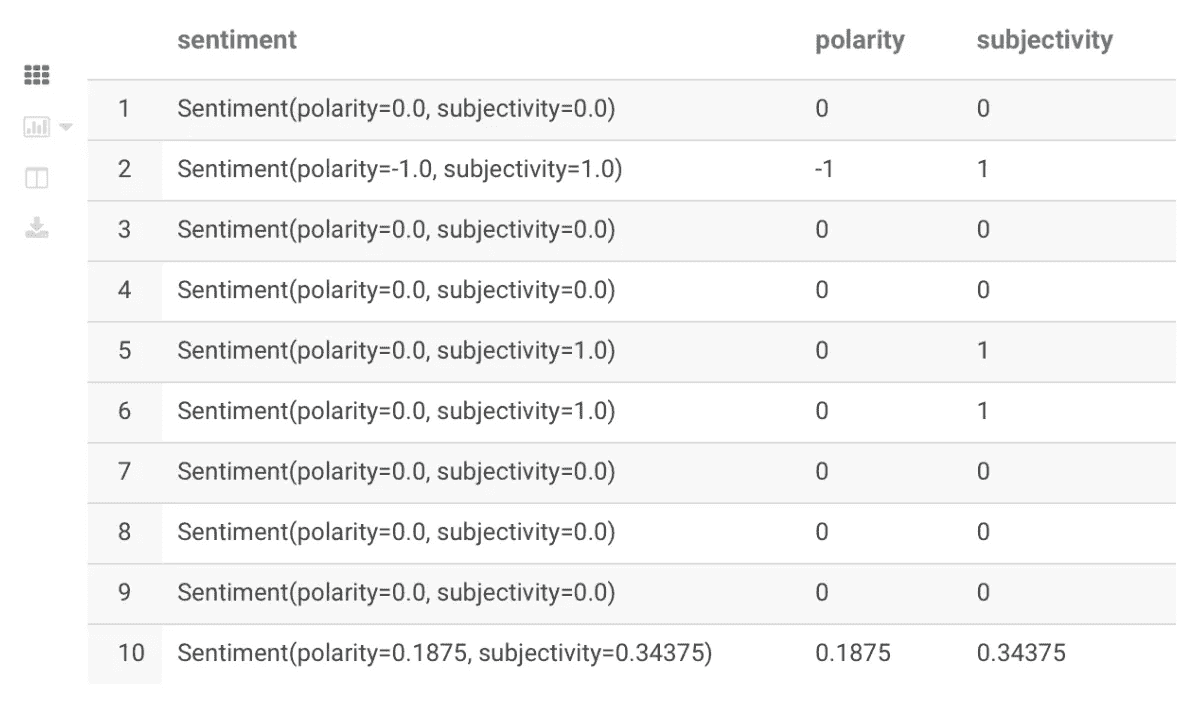 sentiment polarity subjectivity
1 Sentiment(polarity=0.0, subjectivity=0.0) 0 0
2 Sentiment(polarity=-1.0, subjectivity=1.0) -1 1
3 Sentiment(polarity=0.0, subjectivity=0.0) 0 0
4 Sentiment(polarity=0.0, subjectivity=0.0) 0 0
5 Sentiment(polarity=0.0, subjectivity=1.0) 0 1
6 Sentiment(polarity=0.0, subjectivity=1.0) 0 1
7 Sentiment(polarity=0.0, subjectivity=0.0) 0 0
8 Sentiment(polarity=0.0, subjectivity=0.0) 0 0
9 Sentiment(polarity=0.0, subjectivity=0.0) 0 0
10 Sentiment(polarity=0.1875, subjectivity=0.34375) 0.1875 0.34375